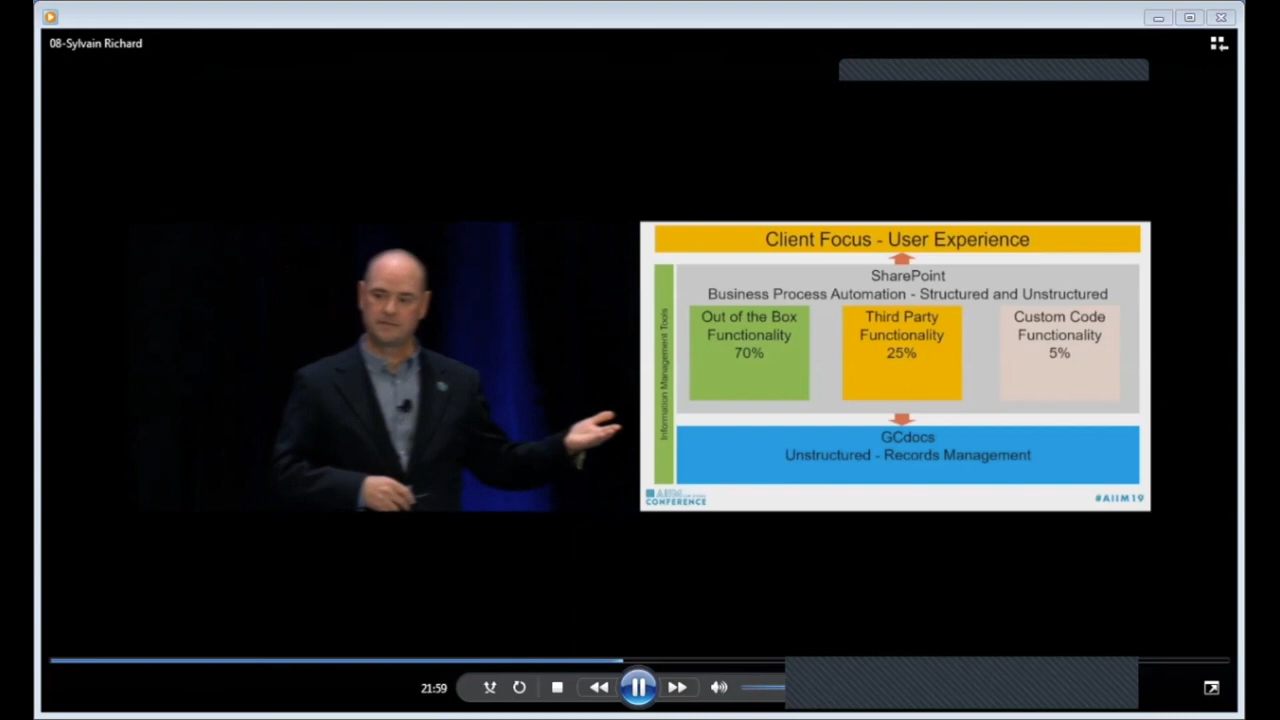 08-Sylvain Richard
Client Focus - User Experience
SharePoint
Business Process Automation - Structured and Unstructured
Information Management Tools
Out of the Box
Functionality
70%
Third Party
Functionality
25%
Custom Code
Functionality
5%
GCdocs
Unstructured - Records Management
AIIM
CONFERENCE
#AIIM19
21:59